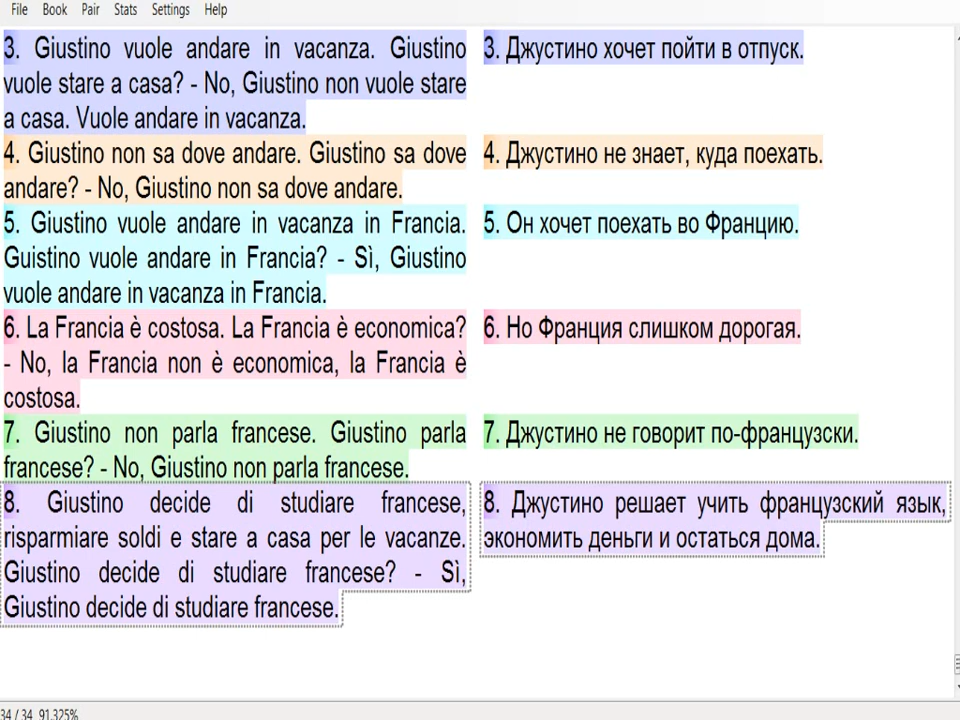 File Book Pair Stats Settings Help
3. Giustino vuole andare in vacanza. Giustino
vuole stare a casa? - No, Giustino non vuole stare
a casa. Vuole andare in vacanza.
3. Джустино хочет пойти в отпуск.
4. Giustino non sa dove andare. Giustino sa dove
andare? - No, Giustino non sa dove andare.
4. Джустино не знает, куда поехать.
5. Giustino vuole andare in vacanza in Francia.
Guistino vuole andare in Francia? - Sì, Giustino
vuole andare in vacanza in Francia.
5. Он хочет поехать во Францию.
6. La Francia è costosa. La Francia è economica?
- No, la Francia non è economica, la Francia è
costosa.
6. Но Франция слишком дорогая.
7. Giustino non parla francese. Giustino parla
francese? - No, Giustino non parla francese.
7. Джустино не говорит по-французски.
8. Giustino decide di studiare francese,
risparmiare soldi e stare a casa per le vacanze.
Giustino decide di studiare francese? - Sì,
Giustino decide di studiare francese.
8. Джустино решает учить французский язык,
экономить деньги и остаться дома.
34 / 34 91,325%